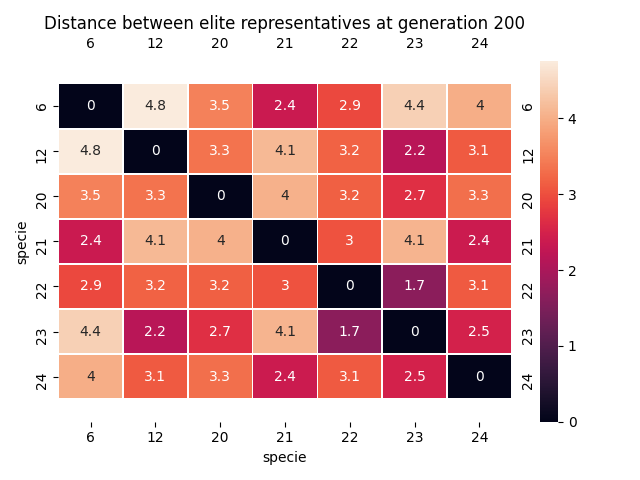 Distance between elite representatives at generation 200
6 12 20 21 22 23 24
6 0 4.8 3.5 2.4 2.9 4.4 4 6
12 4.8 0 3.3 4.1 3.2 2.2 3.1 12
20 3.5 3.3 0 4 3.2 2.7 3.3 20
21 2.4 4.1 4 0 3 4.1 2.4 21
22 2.9 3.2 3.2 3 0 1.7 3.1 22
23 4.4 2.2 2.7 4.1 1.7 0 2.5 23
24 4 3.1 3.3 2.4 3.1 2.5 0 24
6 12 20 21 22 23 24
specie
specie
4
3
2
1
0